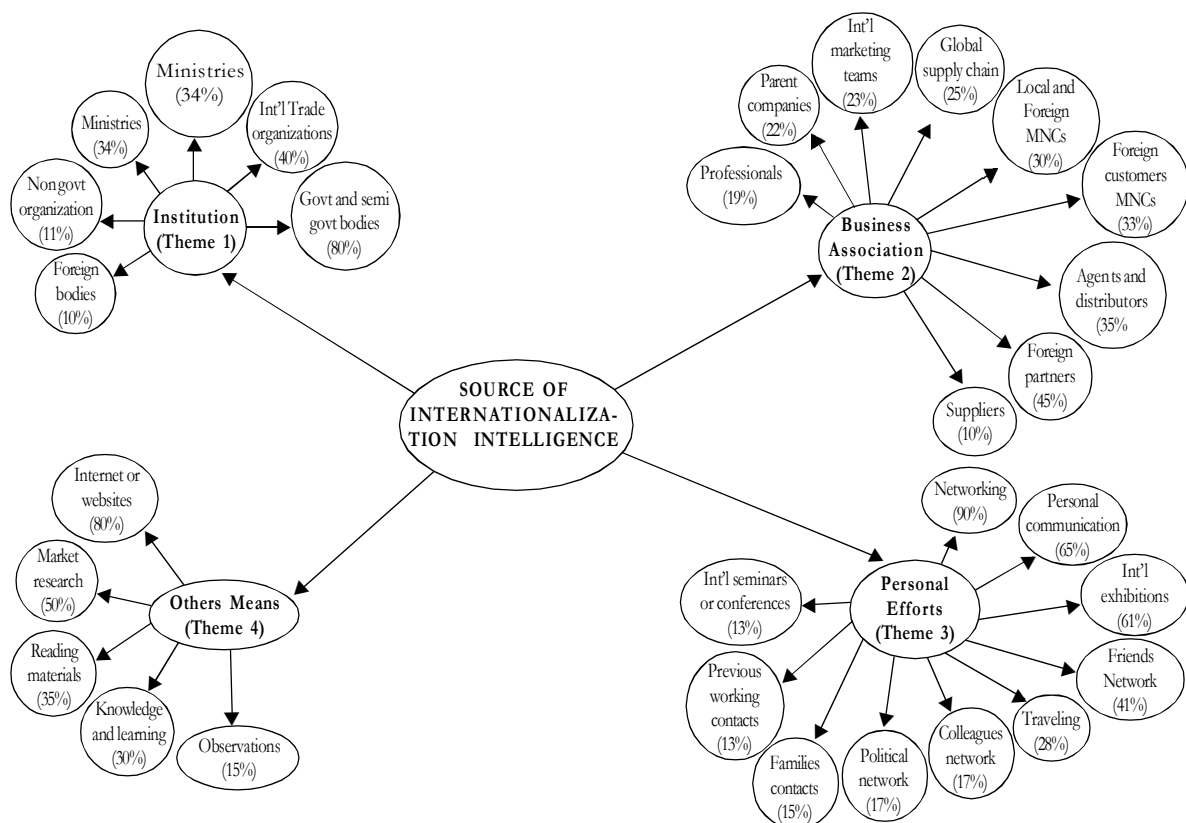 Ministries
(34%)
Ministries
(34%)
Int'l Trade
organizations
(40%)
Non govt
organization
(11%)
Institution
(Theme 1)
Govt and semi
govt bodies
(80%)
Foreign
bodies
(10%)
Int'l
marketing
teams
(23%)
Global
supply chain
(25%)
Parent
companies
(22%)
Local and
Foreign
MNCs
(30%)
Professionals
(19%)
Foreign
customers
MNCs
(33%)
Business
Association
(Theme 2)
Agents and
distributors
(35%
Foreign
partners
(45%)
Suppliers
(10%)
SOURCE OF
INTERNATIONALIZA-
TION INTELLIGENCE
Internet or
websites
(80%)
Market
research
(50%)
Others Means
(Theme 4)
Reading
materials
(35%)
Knowledge
and learning
(30%)
Observations
(15%)
Networking
(90%)
Personal
communication
(65%)
Int'l seminars
or conferences
(13%)
Personal
Efforts
(Theme 3)
Int'l
exhibitions
(61%)
Previous
working
contacts
(13%)
Friends
Network
(41%)
Families
contacts
(15%)
Political
network
(17%)
Colleagues
network
(17%)
Traveling
(28%)